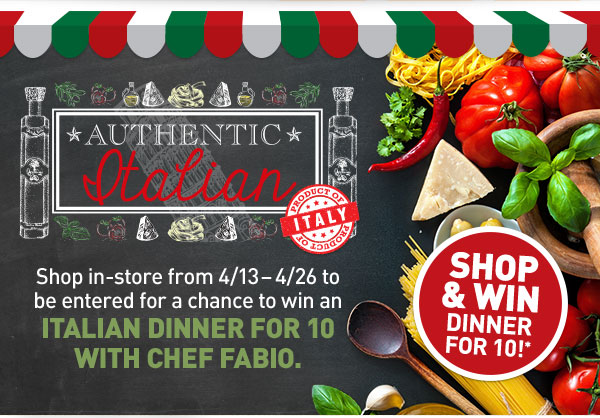 ★AUTHENTIC★
Italian
PRODUCT OF
ITALY
PRODUCT OF
Shop in-store from 4/13 – 4/26 to
be entered for a chance to win an
ITALIAN DINNER FOR 10
WITH CHEF FABIO.
SHOP
& WIN
DINNER
FOR 10!*